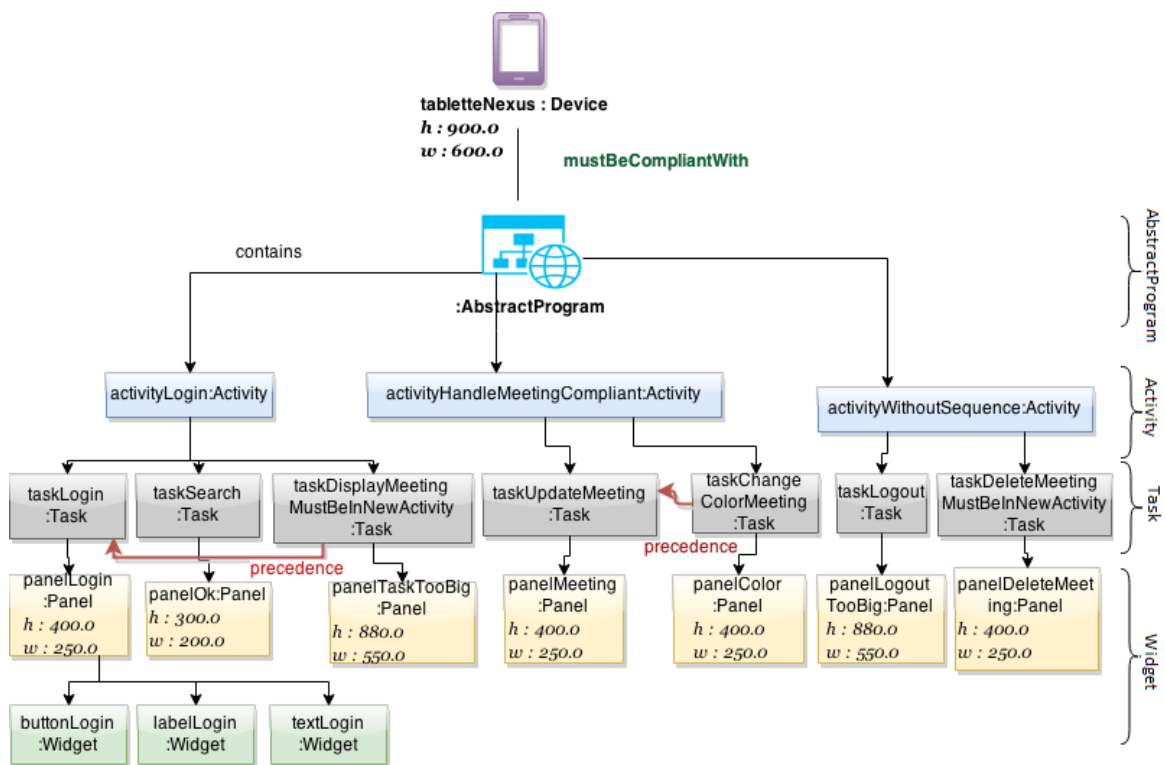 tabletteNexus : Device
h : 900.0
w : 600.0
mustBeCompliantWith
contains
:AbstractProgram
AbstractProgram
activityLogin:Activity
activityHandleMeetingCompliant:Activity
activityWithoutSequence:Activity
Activity
taskLogin
:Task
taskSearch
:Task
taskDisplayMeeting
MustBeInNewActivity
:Task
taskUpdateMeeting
:Task
taskChange
ColorMeeting
:Task
taskLogout
:Task
taskDeleteMeeting
MustBeInNewActivity
:Task
Task
precedence
precedence
panelLogin
:Panel
h : 400.0
w : 250.0
panelOk:Panel
h : 300.0
w : 200.0
panelTaskTooBig
:Panel
h : 880.0
w : 550.0
panelMeeting
:Panel
h : 400.0
w : 250.0
panelColor
:Panel
h : 400.0
w : 250.0
panelLogout
TooBig:Panel
h : 880.0
w : 550.0
panelDeleteMeet
ing:Panel
h : 400.0
w : 250.0
Widget
buttonLogin
:Widget
labelLogin
:Widget
textLogin
:Widget